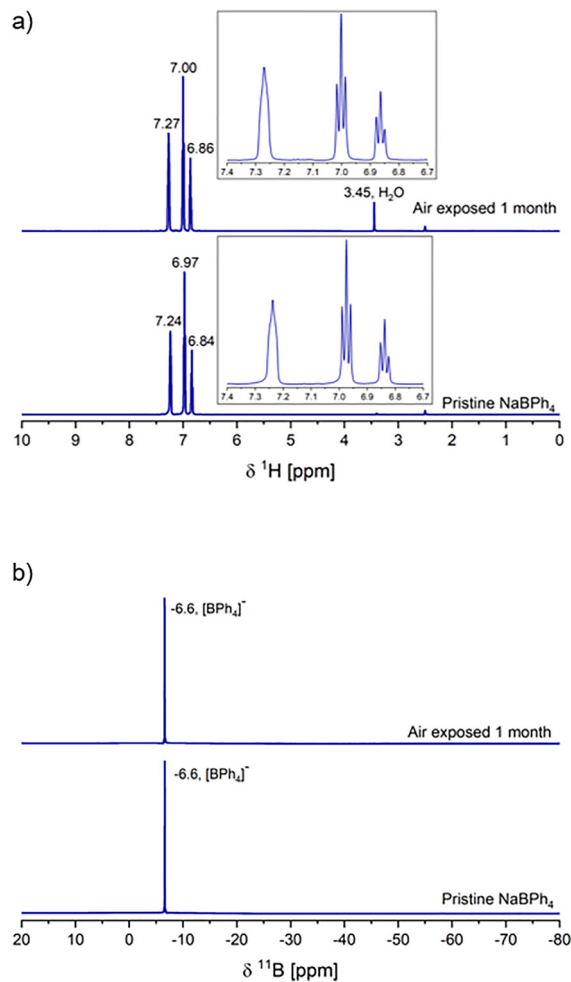 a)
7.00
7.27
6.86
7.4 7.3 7.2 7.1 7.0 6.9 6.8 6.7
3.45, H₂O
Air exposed 1 month
6.97
7.24
6.84
7.4 7.3 7.2 7.1 7.0 6.9 6.8 6.7
Pristine NaBPh₄
10 9 8 7 6 5 4 3 2 1 0
δ ¹H [ppm]
b)
-6.6, [BPh₄]⁻
Air exposed 1 month
-6.6, [BPh₄]⁻
Pristine NaBPh₄
20 10 0 -10 -20 -30 -40 -50 -60 -70 -80
δ ¹¹B [ppm]